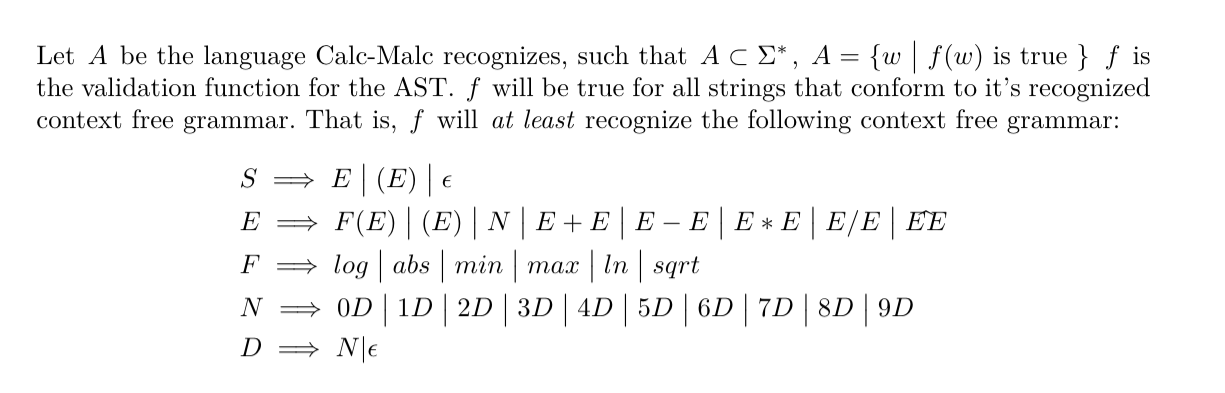 Let A be the language Calc-Malc recognizes, such that A ⊂ Σ*, A = {w | f(w) is true } f is
the validation function for the AST. f will be true for all strings that conform to it's recognized
context free grammar. That is, f will at least recognize the following context free grammar:
S ⟹ E | (E) | ϵ
E ⟹ F(E) | (E) | N | E + E | E − E | E ∗ E | E/E | E^E
F ⟹ log | abs | min | max | ln | sqrt
N ⟹ 0D | 1D | 2D | 3D | 4D | 5D | 6D | 7D | 8D | 9D
D ⟹ N|ϵ